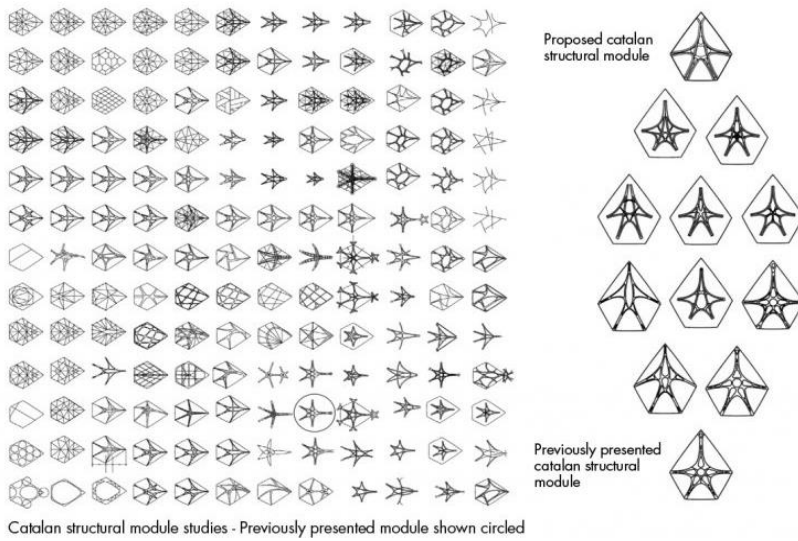 Proposed catalan
structural module
Previously presented
catalan structural
module
Catalan structural module studies - Previously presented module shown circled